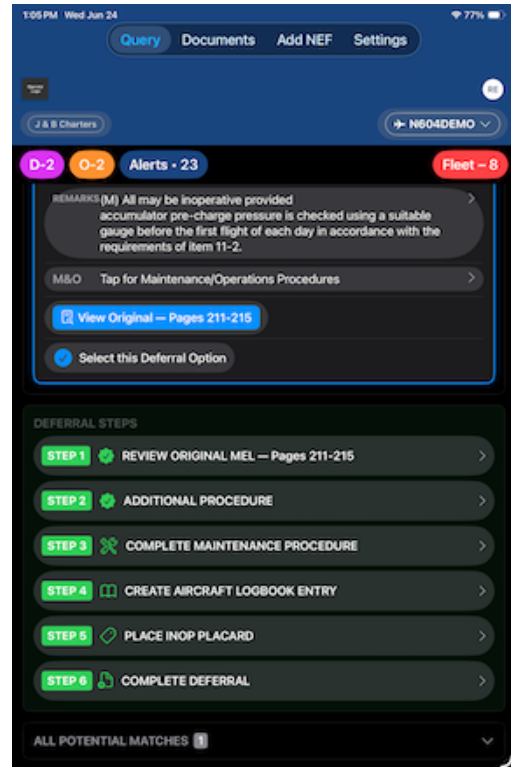 1:05 PM Wed Jun 24
77%
Query Documents Add NEF Settings
RE
J & B Charters
N604DEMO
D-2 O-2 Alerts • 23 Fleet – 8
REMARKS (M) All may be inoperative provided
accumulator pre-charge pressure is checked using a suitable
gauge before the first flight of each day in accordance with the
requirements of item 11-2.
M&O Tap for Maintenance/Operations Procedures
View Original — Pages 211-215
Select this Deferral Option
DEFERRAL STEPS
STEP 1 REVIEW ORIGINAL MEL — Pages 211-215
STEP 2 ADDITIONAL PROCEDURE
STEP 3 COMPLETE MAINTENANCE PROCEDURE
STEP 4 CREATE AIRCRAFT LOGBOOK ENTRY
STEP 5 PLACE INOP PLACARD
STEP 6 COMPLETE DEFERRAL
ALL POTENTIAL MATCHES 1